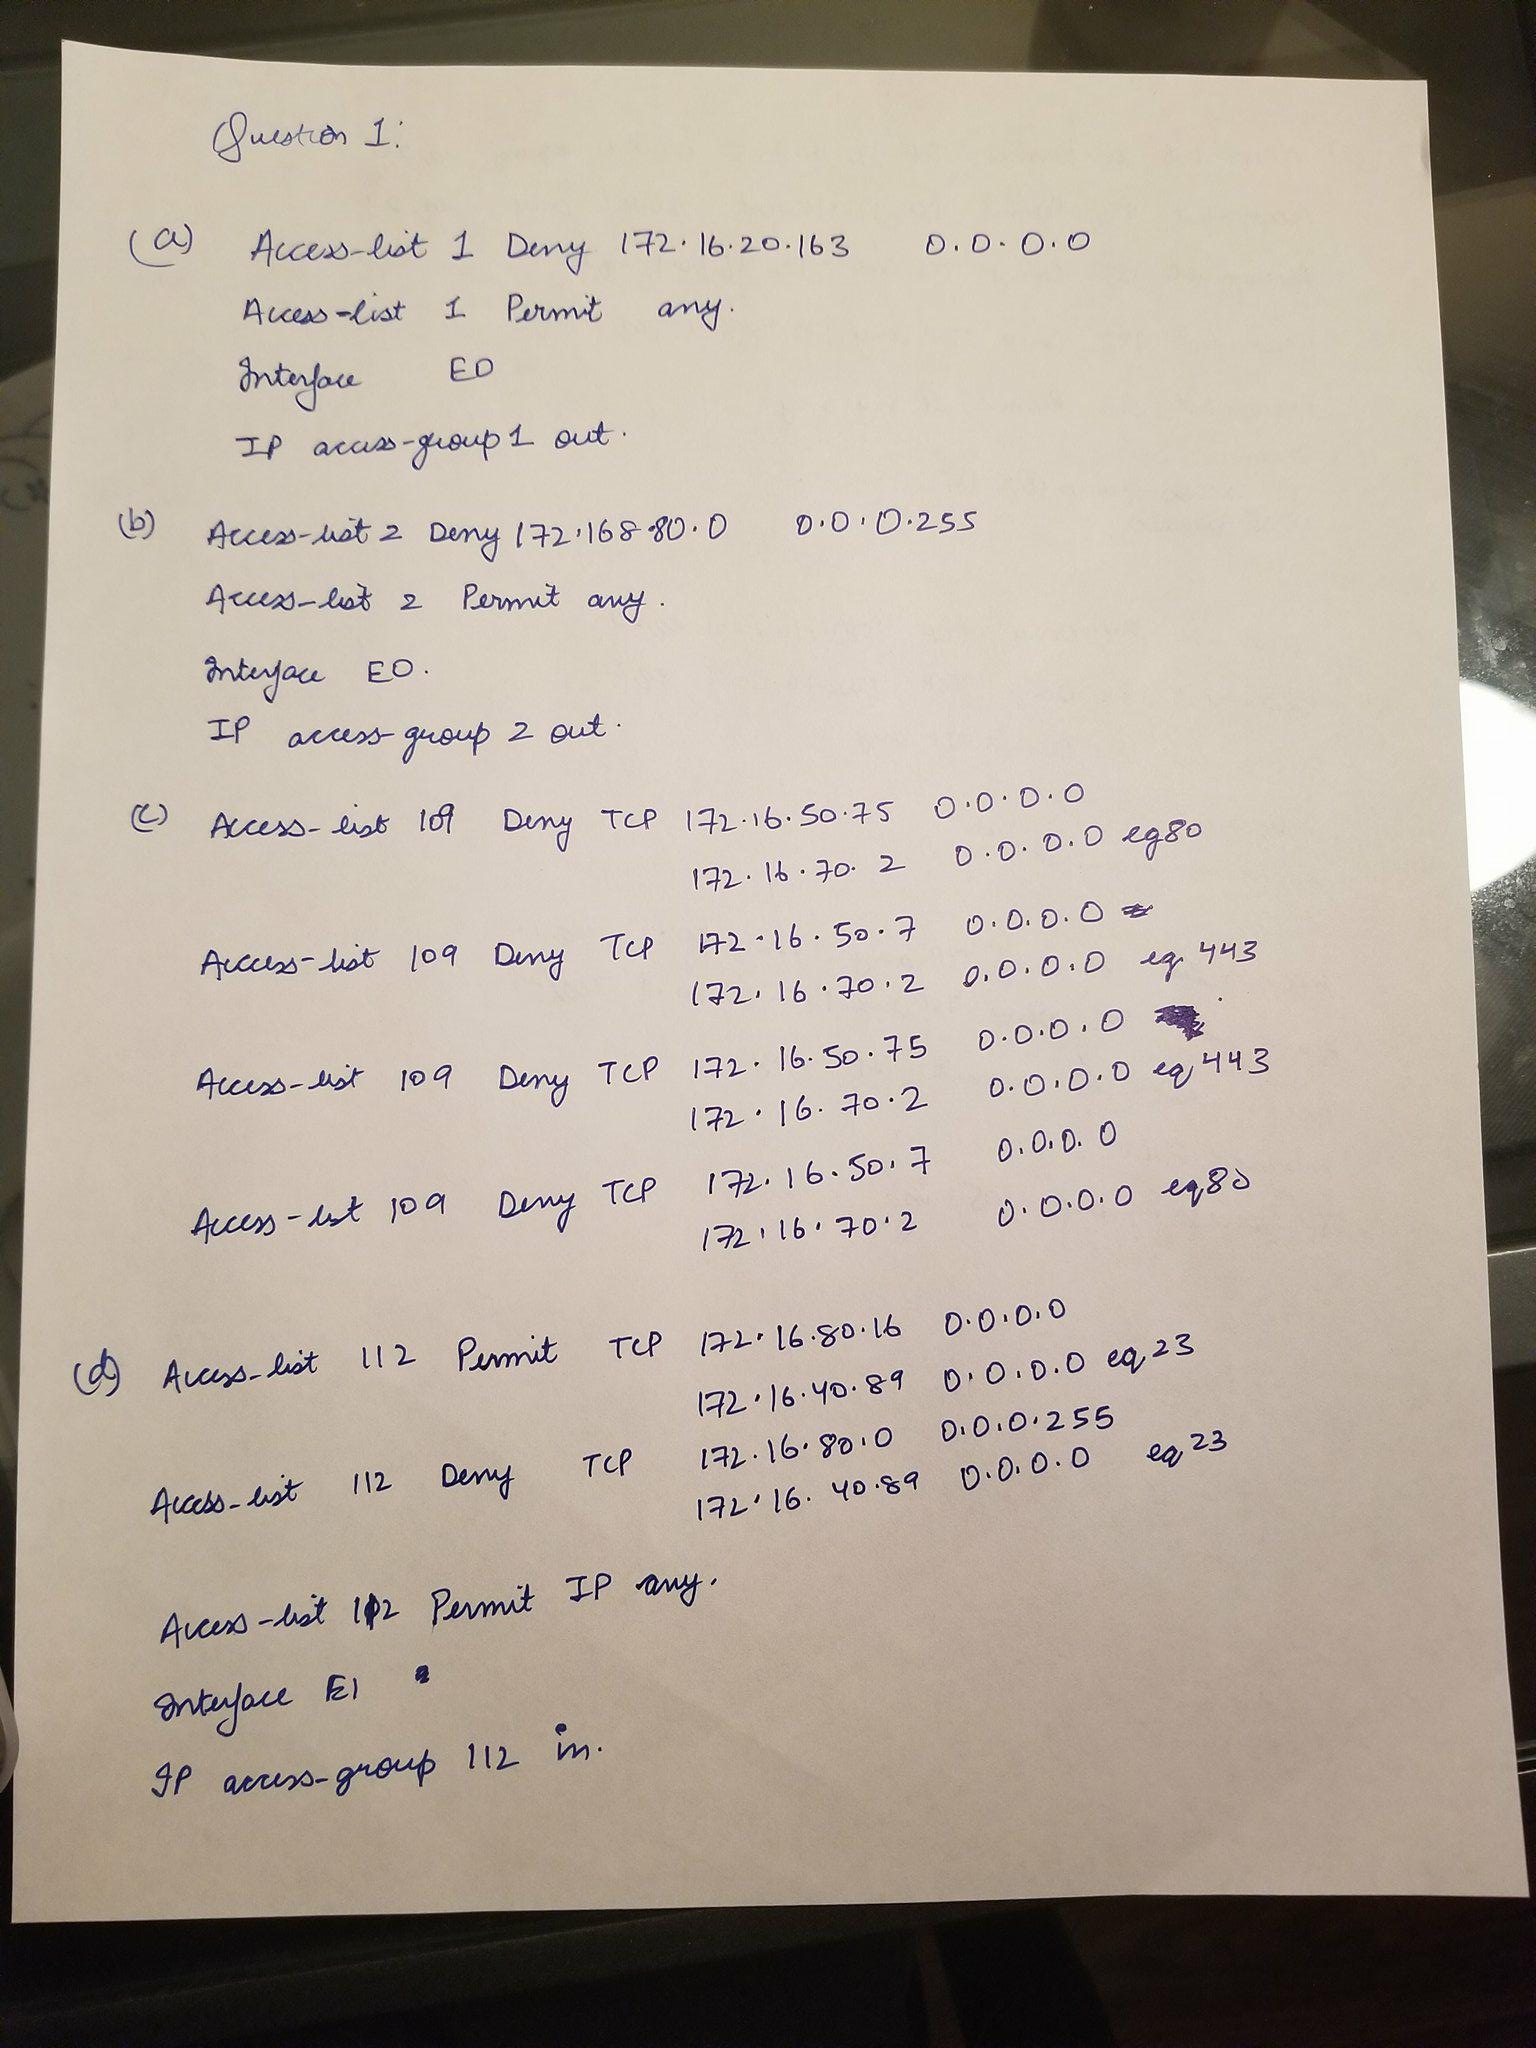 Question 1:
(a) Access-list 1 Deny 172.16.20.163 0.0.0.0
Access-list 1 Permit any.
Interface E0
IP access-group 1 out.
(b) Access-list 2 Deny 172.168.80.0 0.0.0.255
Access-list 2 Permit any.
Interface E0.
IP access-group 2 out.
(c) Access-list 109 Deny TCP 172.16.50.75 0.0.0.0
172.16.70.2 0.0.0.0 eq 80
Access-list 109 Deny TCP 172.16.50.7 0.0.0.0
172.16.70.2 0.0.0.0 eq 443
Access-list 109 Deny TCP 172.16.50.75 0.0.0.0
172.16.70.2 0.0.0.0 eq 443
Access-list 109 Deny TCP 172.16.50.7 0.0.0.0
172.16.70.2 0.0.0.0 eq 80
(d) Access-list 112 Permit TCP 172.16.80.16 0.0.0.0
172.16.40.89 0.0.0.0 eq 23
Access-list 112 Deny TCP 172.16.80.0 0.0.0.255
172.16.40.89 0.0.0.0 eq 23
Access-list 112 Permit IP any.
Interface E1
IP access-group 112 in.